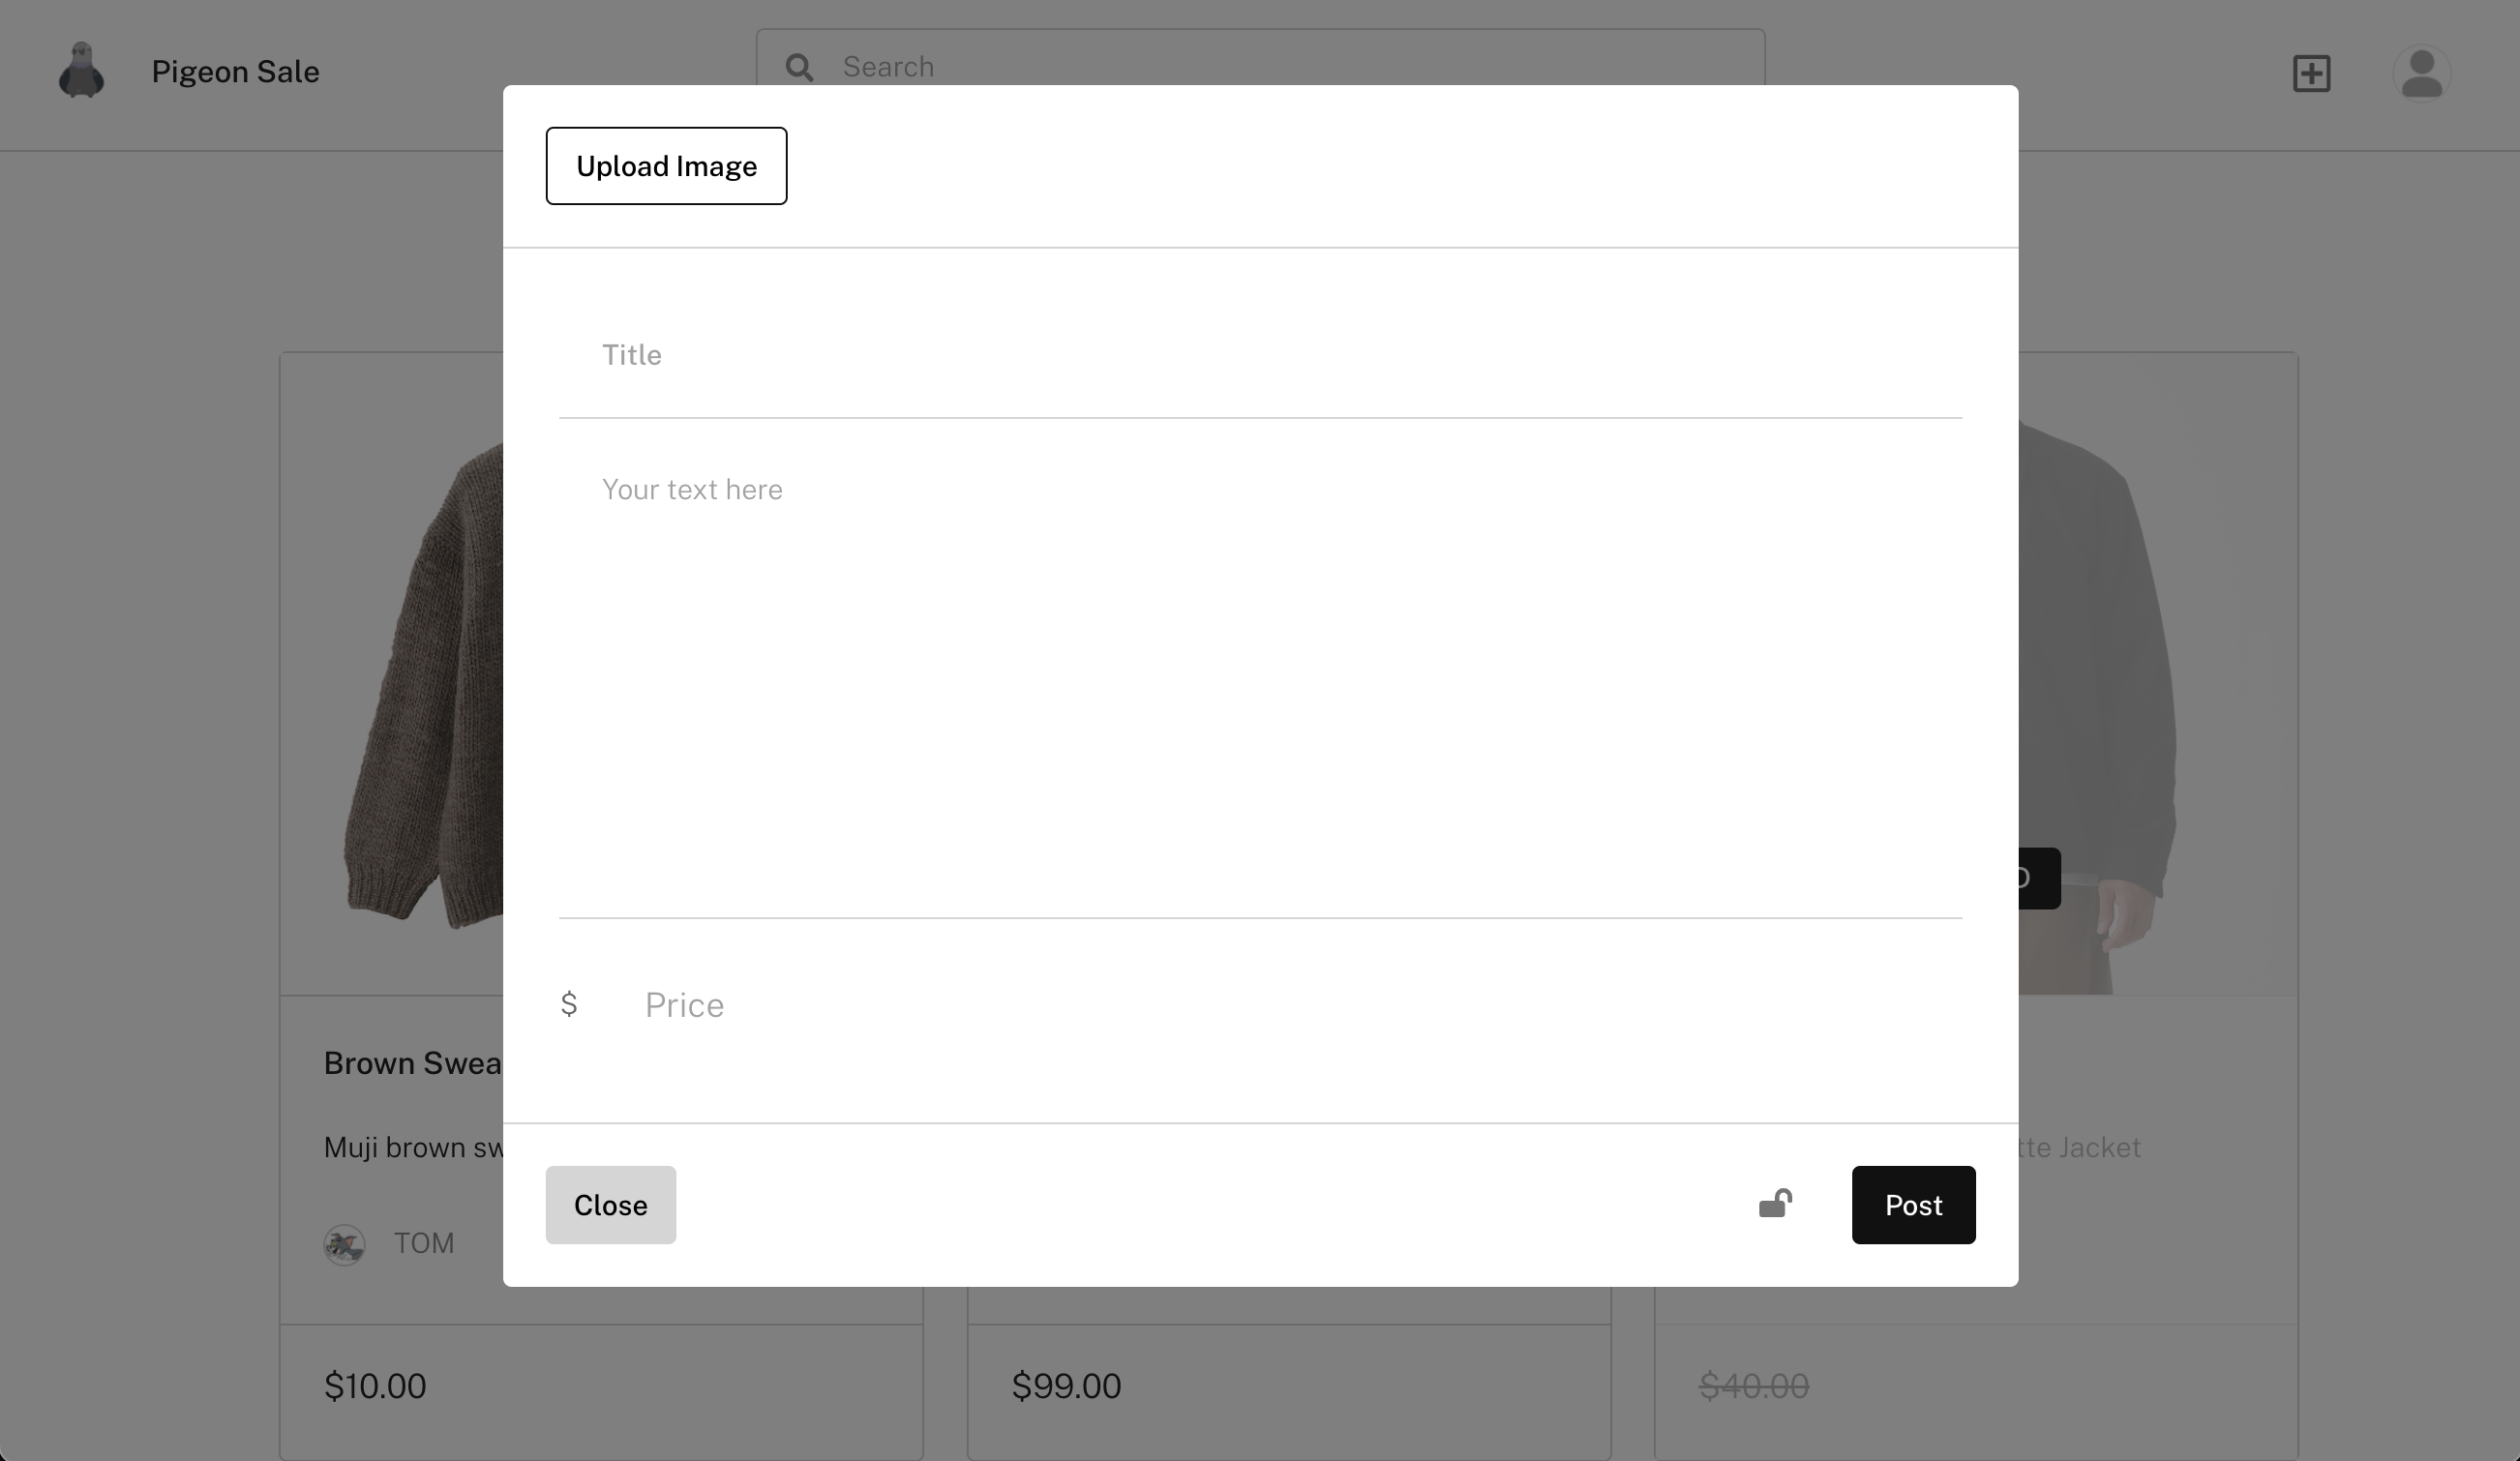 Pigeon Sale
Search
Upload Image
Title
Your text here
$ Price
Close
Post
Brown Swea
Muji brown sw
TOM
$10.00
$99.00
tte Jacket
$40.00